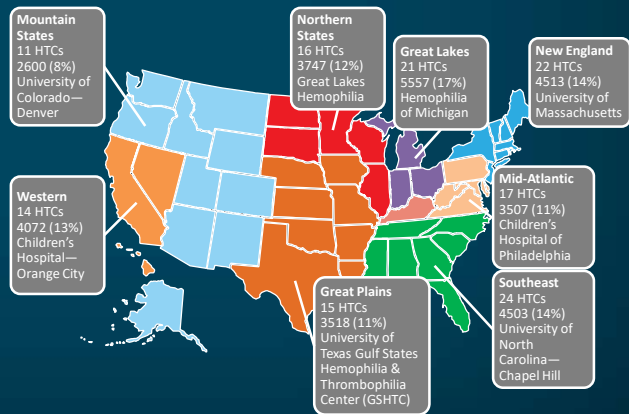 Mountain
States
11 HTCs
2600 (8%)
University of
Colorado—
Denver
Northern
States
16 HTCs
3747 (12%)
Great Lakes
Hemophilia
Great Lakes
21 HTCs
5557 (17%)
Hemophilia
of Michigan
New England
22 HTCs
4513 (14%)
University of
Massachusetts
Western
14 HTCs
4072 (13%)
Children’s
Hospital—
Orange City
Mid-Atlantic
17 HTCs
3507 (11%)
Children’s
Hospital of
Philadelphia
Great Plains
15 HTCs
3518 (11%)
University of
Texas Gulf States
Hemophilia &
Thrombophilia
Center (GSHTC)
Southeast
24 HTCs
4503 (14%)
University of
North
Carolina—
Chapel Hill